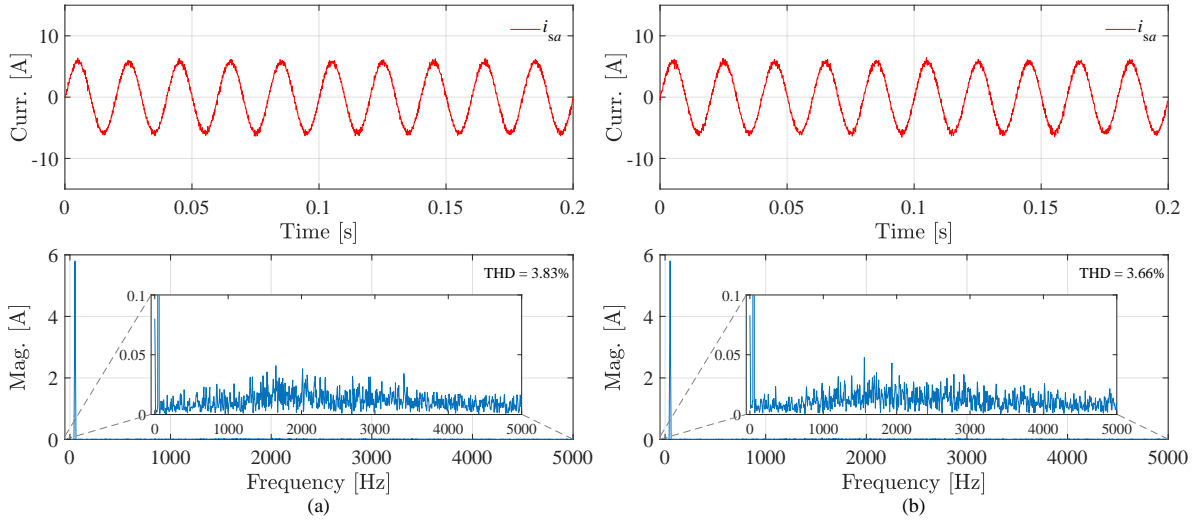 10
0
-10
Curr. [A]
i_sa
0 0.05 0.1 0.15 0.2
Time [s]
10
0
-10
Curr. [A]
i_sa
0 0.05 0.1 0.15 0.2
Time [s]
6
4
2
0
Mag. [A]
THD = 3.83%
0.1
0.05
0
0 1000 2000 3000 4000 5000
0 1000 2000 3000 4000 5000
Frequency [Hz]
(a)
6
4
2
0
Mag. [A]
THD = 3.66%
0.1
0.05
0
0 1000 2000 3000 4000 5000
0 1000 2000 3000 4000 5000
Frequency [Hz]
(b)